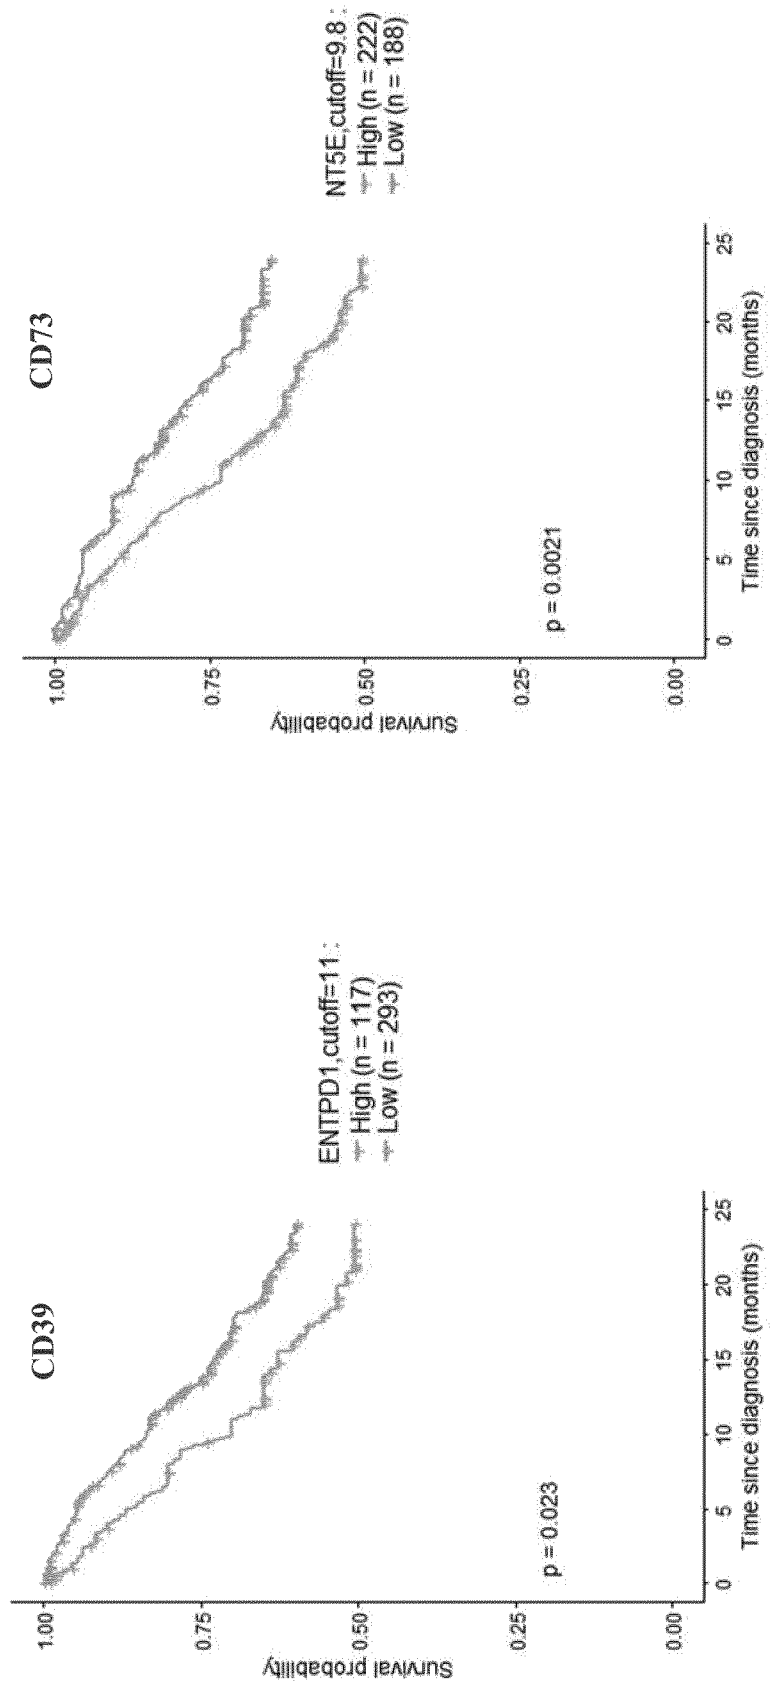 CD39
Survival probability
1.00
0.75
0.50
0.25
0.00
p = 0.023
0 5 10 15 20 25
Time since diagnosis (months)
ENTPD1,cutoff=11 :
High (n = 117)
Low (n = 293)
CD73
Survival probability
1.00
0.75
0.50
0.25
0.00
p = 0.0021
0 5 10 15 20 25
Time since diagnosis (months)
NT5E,cutoff=9.8 :
High (n = 222)
Low (n = 188)